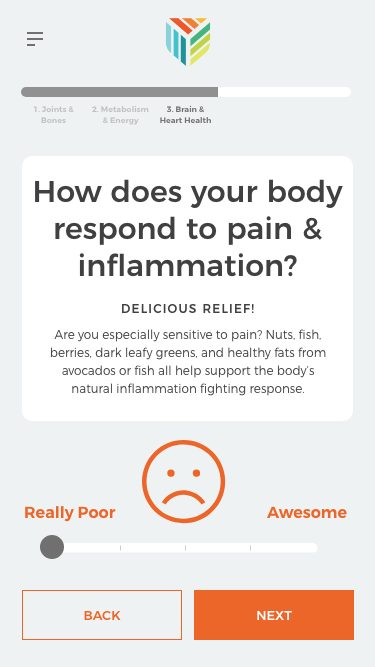 1. Joints &
Bones
2. Metabolism
& Energy
3. Brain &
Heart Health
How does your body
respond to pain &
inflammation?
DELICIOUS RELIEF!
Are you especially sensitive to pain? Nuts, fish,
berries, dark leafy greens, and healthy fats from
avocados or fish all help support the body's
natural inflammation fighting response.
Really Poor
Awesome
BACK
NEXT